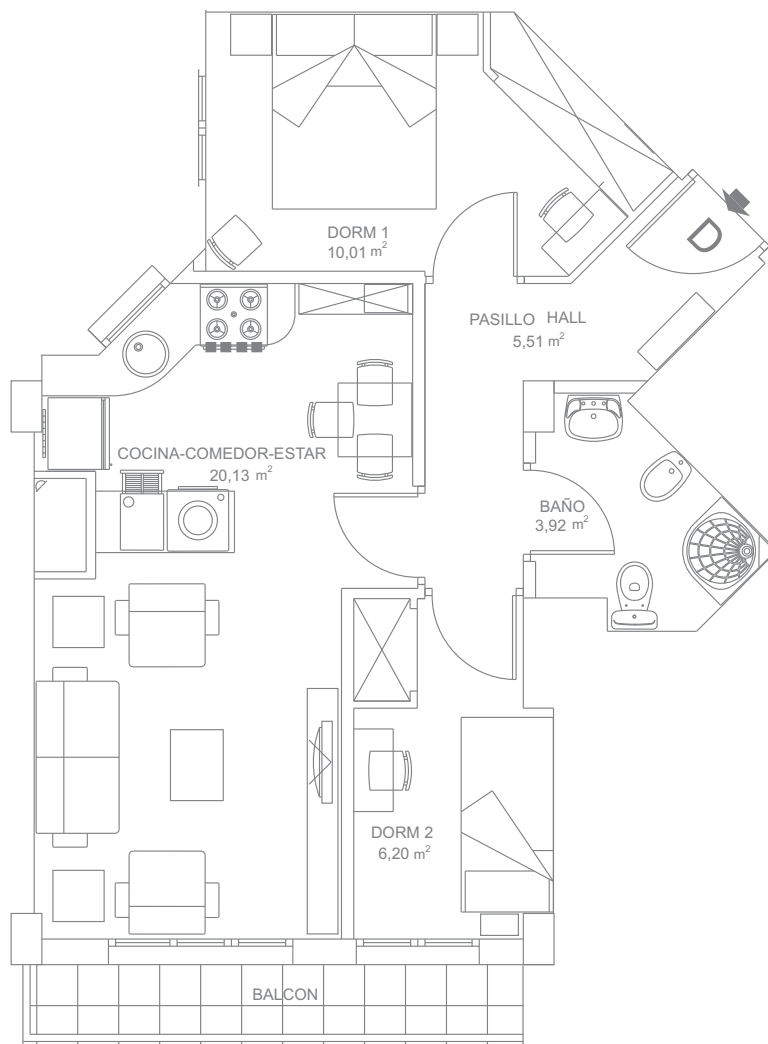 DORM 1
10,01 m²
D
PASILLO HALL
5,51 m²
COCINA-COMEDOR-ESTAR
20,13 m²
BAÑO
3,92 m²
DORM 2
6,20 m²
BALCON